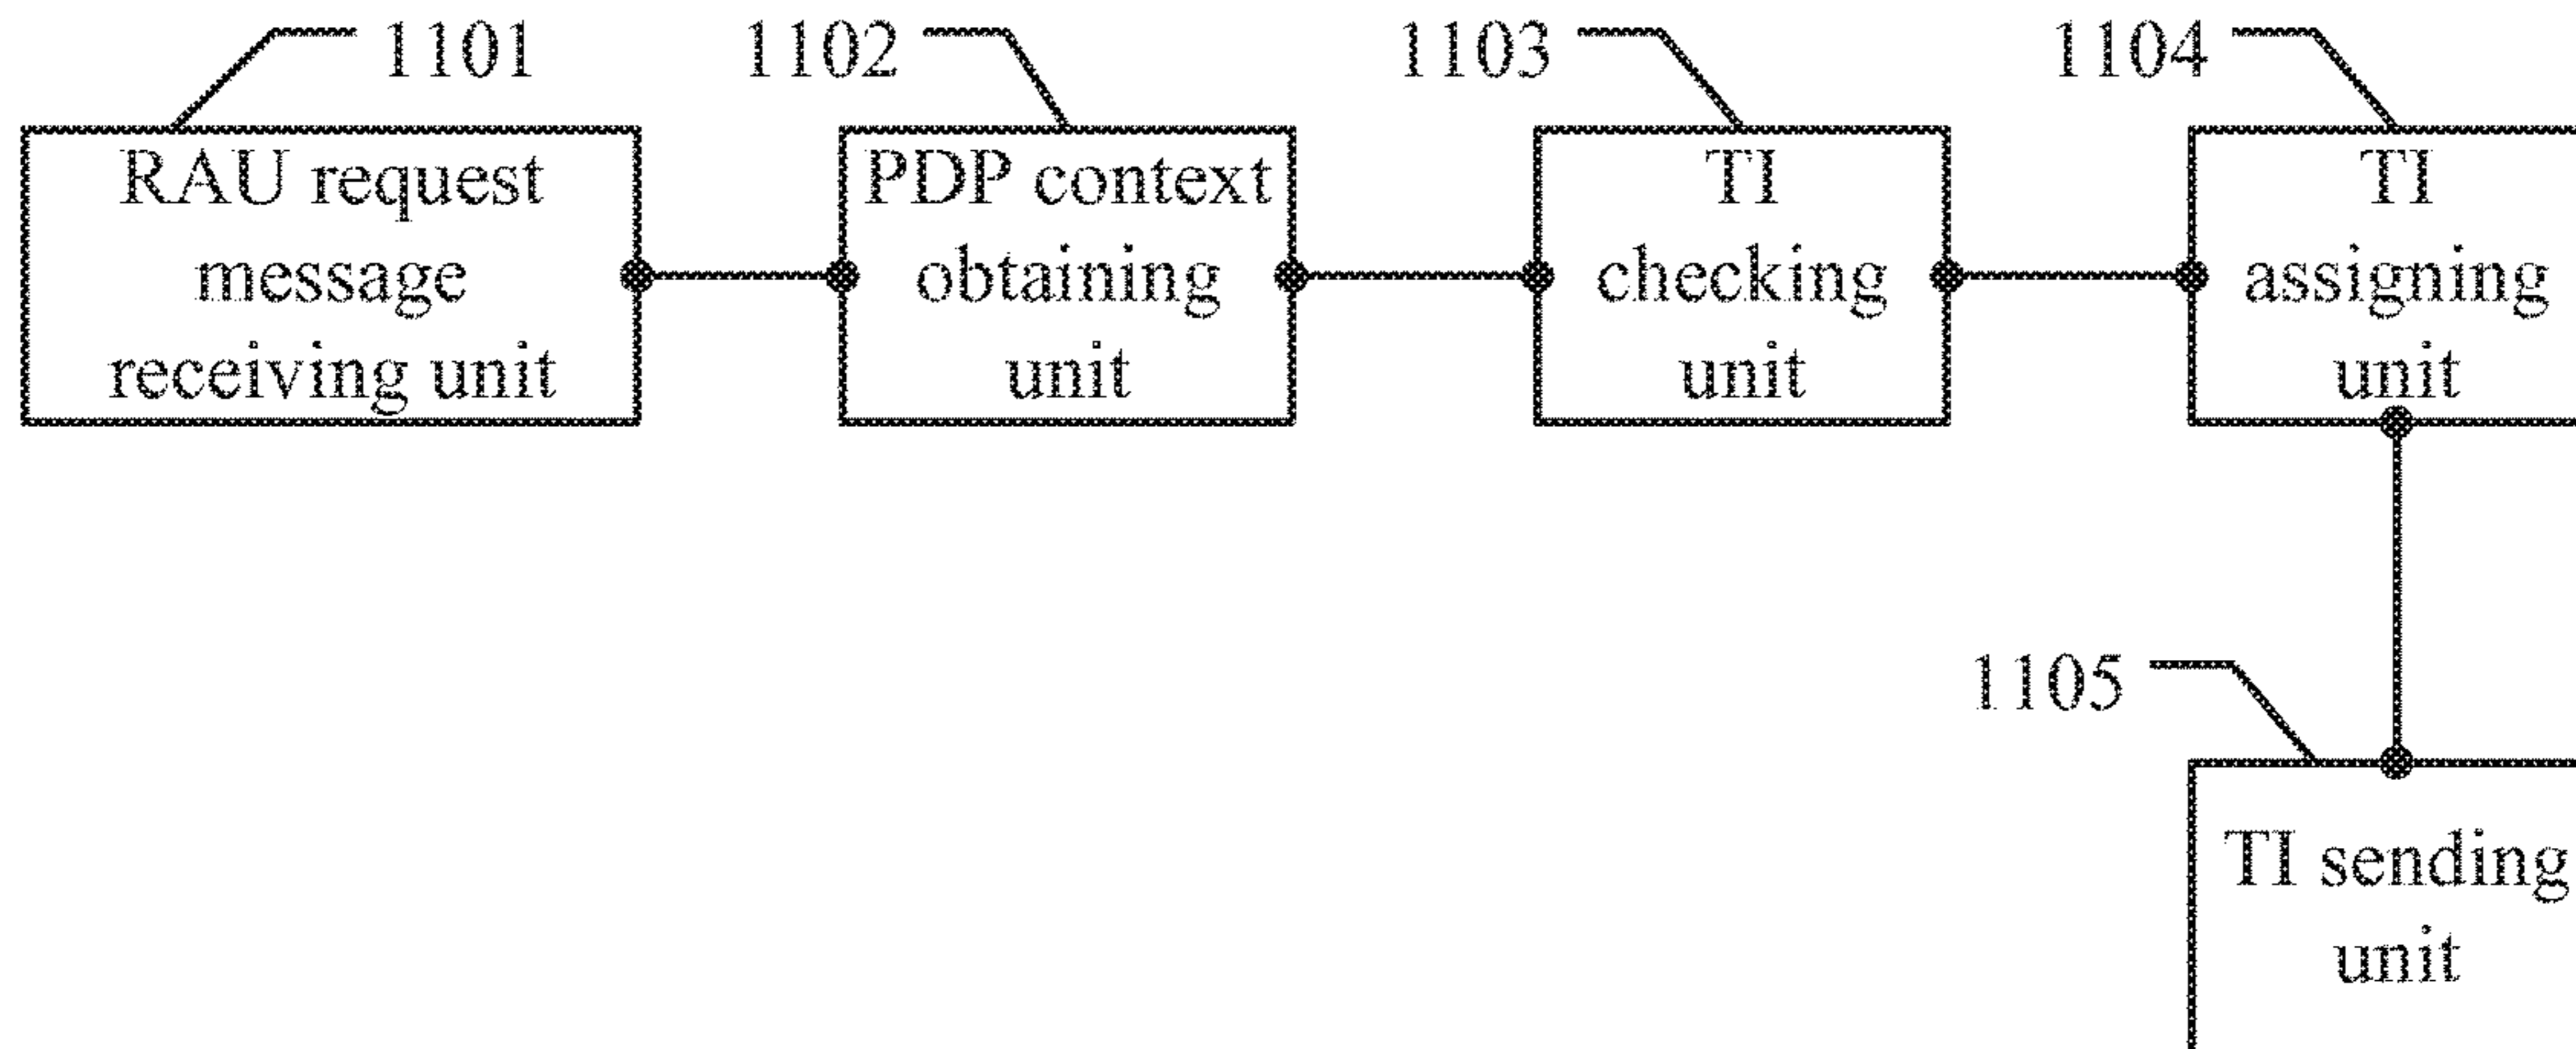 1101
1102
1103
1104
RAU request
message
receiving unit
PDP context
obtaining
unit
TI
checking
unit
TI
assigning
unit
1105
TI sending
unit